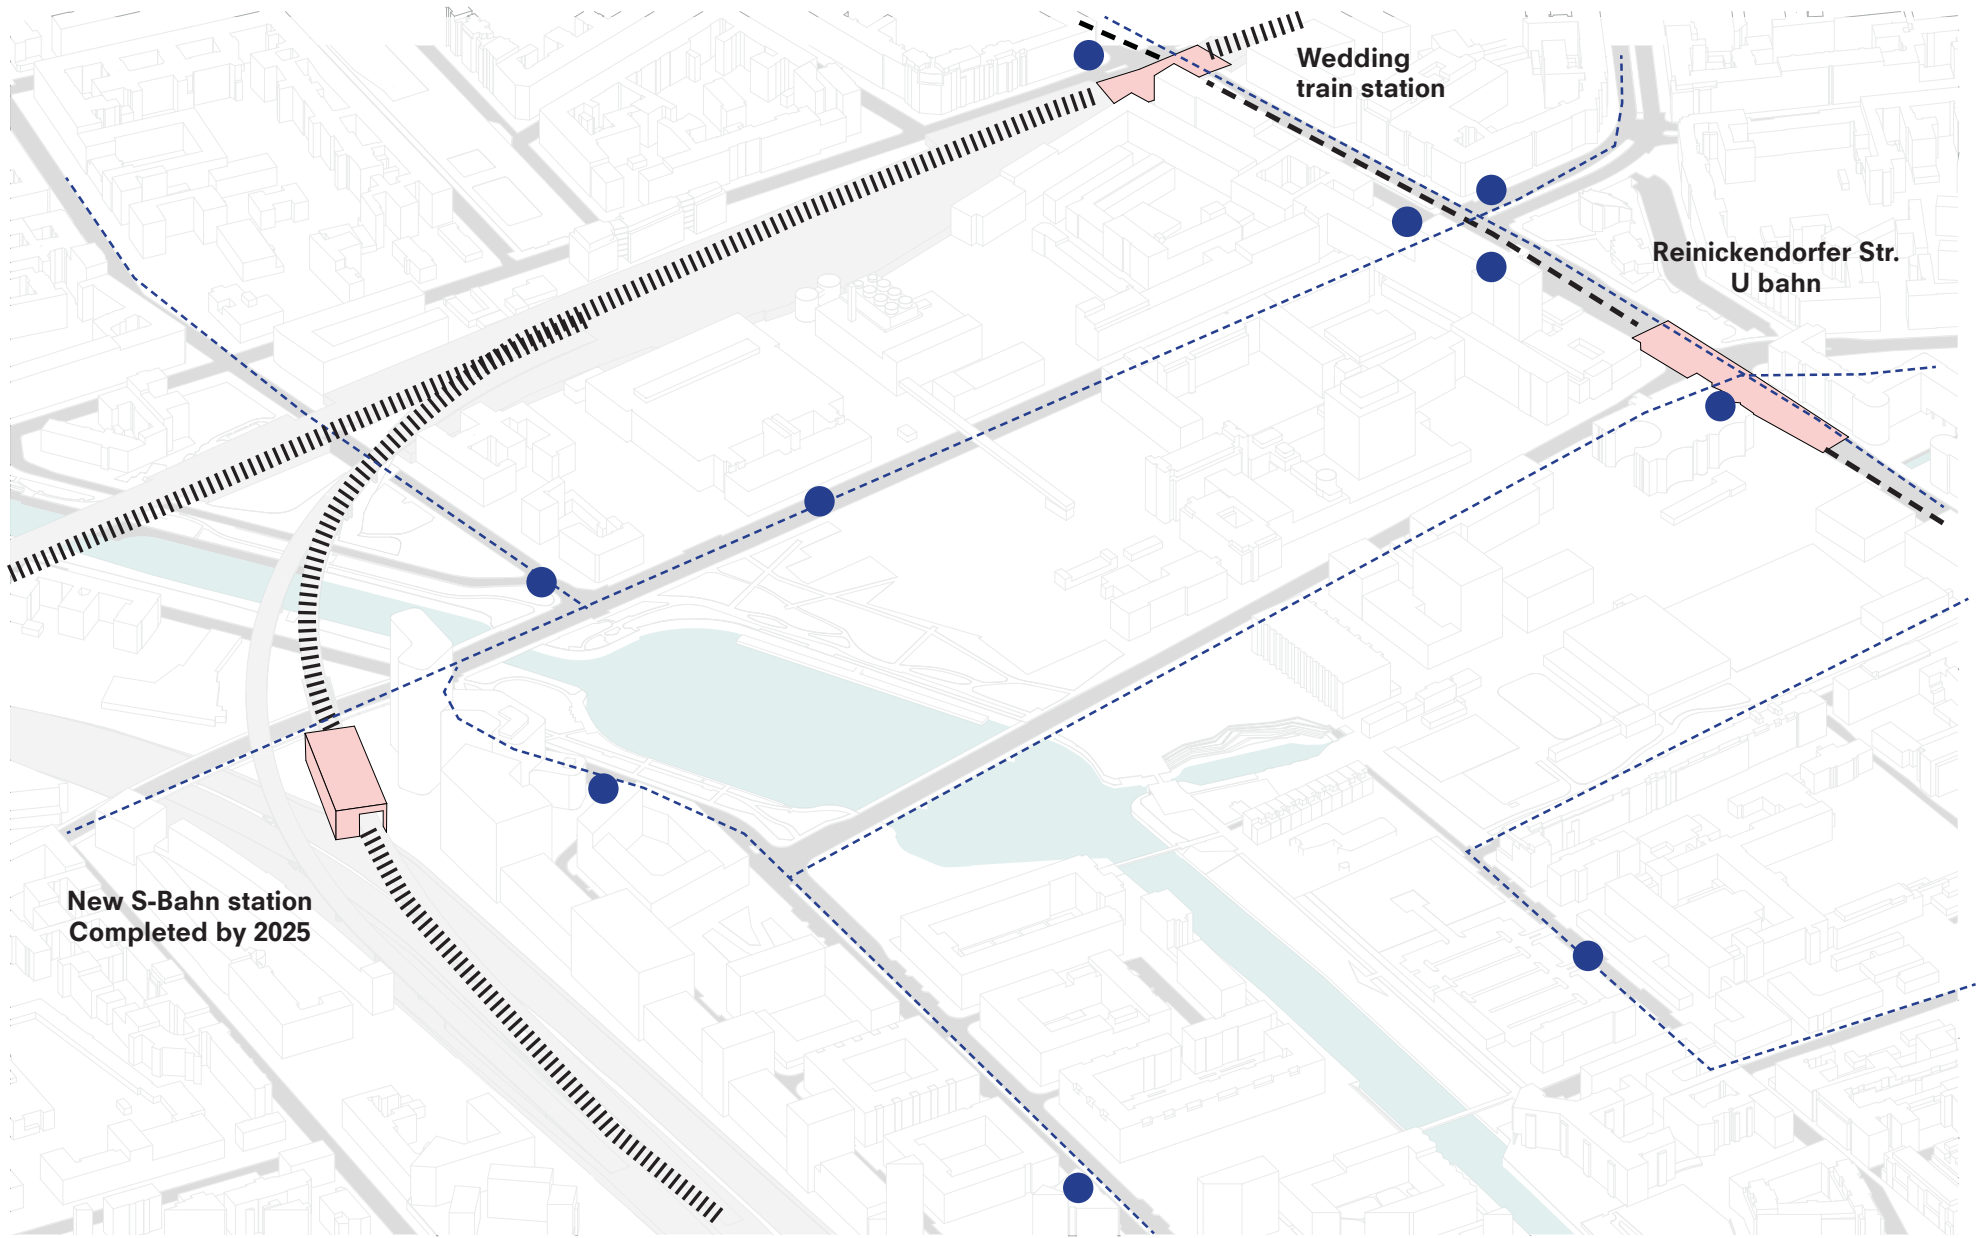 Wedding
train station
Reinickendorfer Str.
U bahn
New S-Bahn station
Completed by 2025